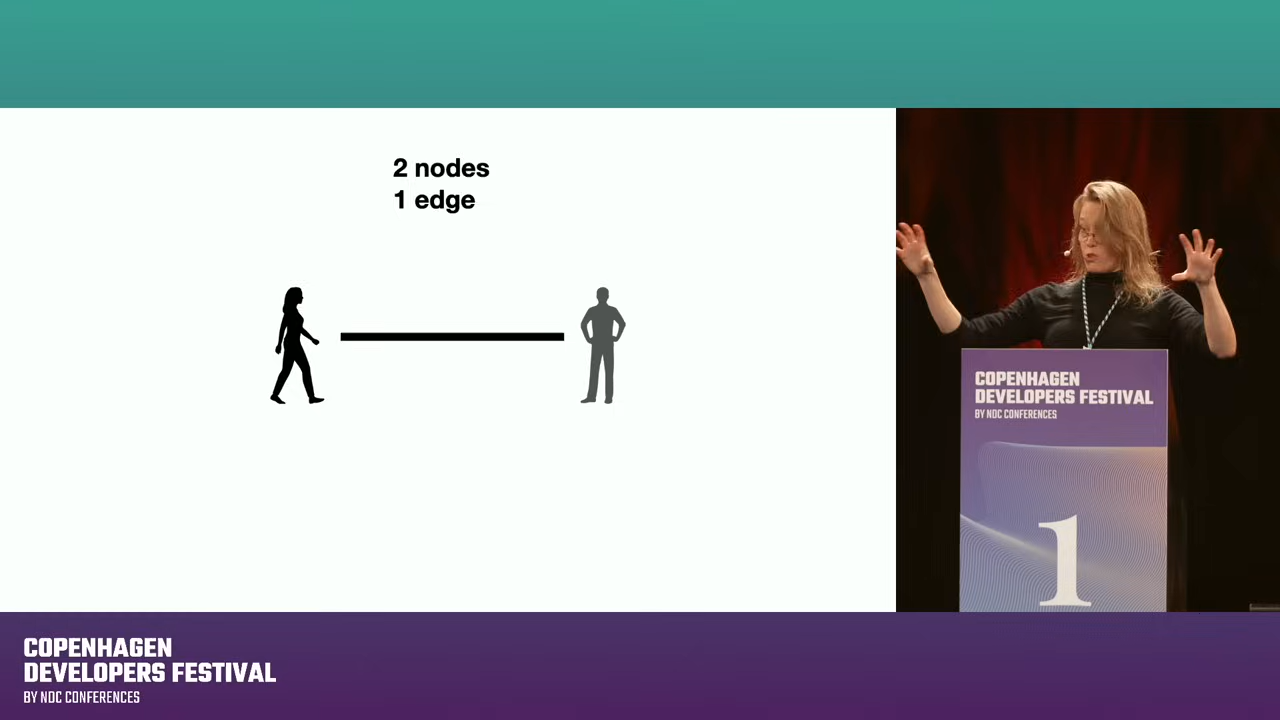 2 nodes
1 edge
COPENHAGEN
DEVELOPERS FESTIVAL
BY NDC CONFERENCES
1
COPENHAGEN
DEVELOPERS FESTIVAL
BY NDC CONFERENCES